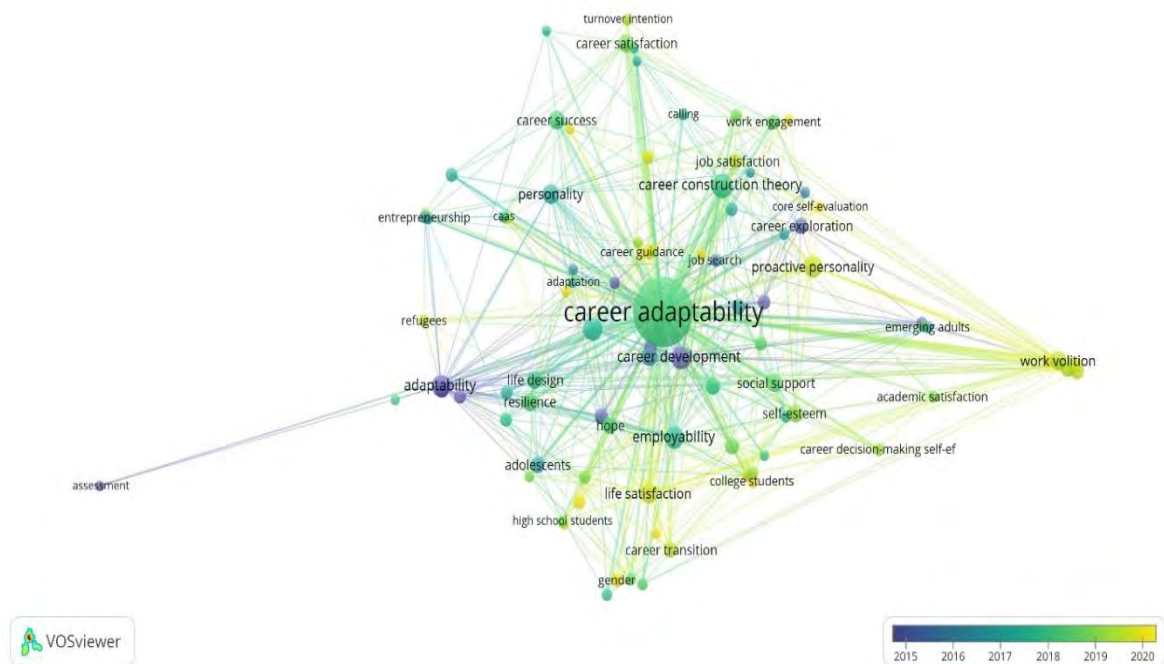 turnover intention
career satisfaction
calling
career success
work engagement
job satisfaction
career construction theory
personality
core self-evaluation
entrepreneurship
caas
career exploration
career guidance
job search
proactive personality
adaptation
career adaptability
refugees
emerging adults
career development
work volition
adaptability
life design
social support
resilience
academic satisfaction
self-esteem
hope
employability
career decision-making self-ef
adolescents
college students
assessment
life satisfaction
high school students
career transition
gender
VOSviewer
2015 2016 2017 2018 2019 2020